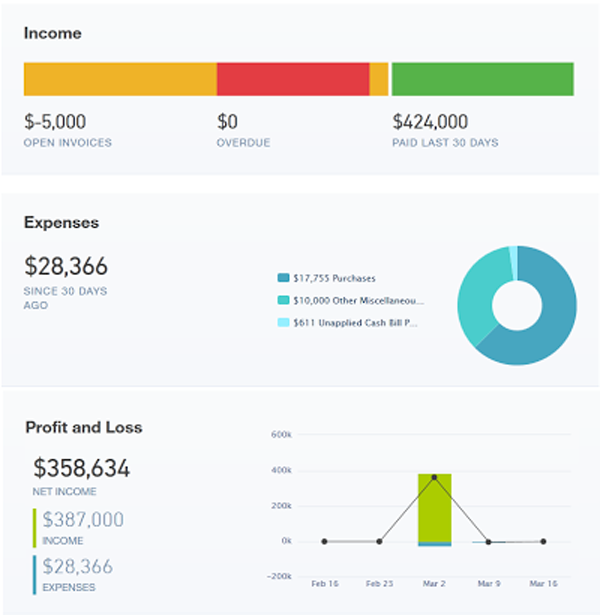 Income
$-5,000
OPEN INVOICES
$0
OVERDUE
$424,000
PAID LAST 30 DAYS
Expenses
$28,366
SINCE 30 DAYS
AGO
$17,755 Purchases
$10,000 Other Miscellaneou...
$611 Unapplied Cash Bill P...
Profit and Loss
$358,634
NET INCOME
$387,000
INCOME
$28,366
EXPENSES
600k
400k
200k
0k
-200k
Feb 16 Feb 23 Mar 2 Mar 9 Mar 16